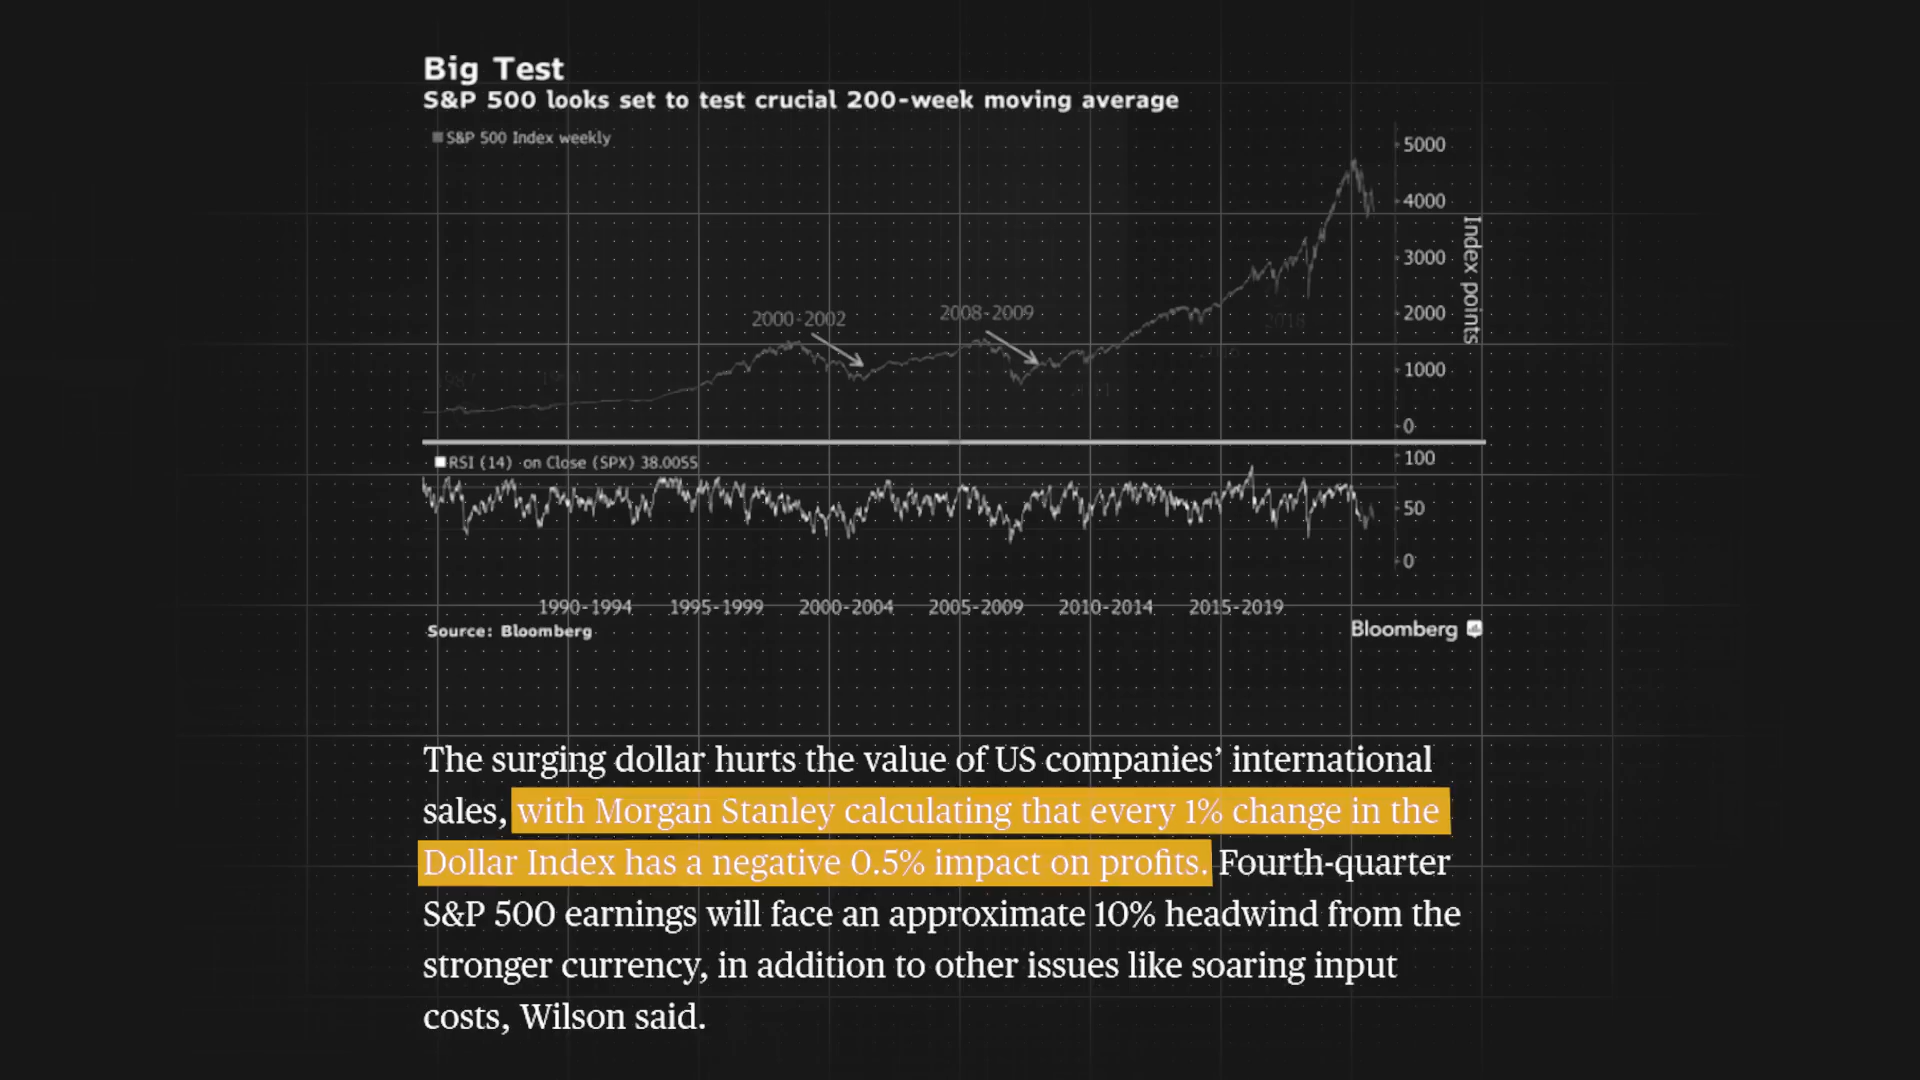 Big Test
S&P 500 looks set to test crucial 200-week moving average
S&P 500 Index weekly
5000
4000
3000
2000
1000
0
Index points
2000-2002
2008-2009
2018
RSI (14) on Close (SPX) 38.0055
100
50
0
1990-1994 1995-1999 2000-2004 2005-2009 2010-2014 2015-2019
Source: Bloomberg
Bloomberg
The surging dollar hurts the value of US companies’ international
sales, with Morgan Stanley calculating that every 1% change in the
Dollar Index has a negative 0.5% impact on profits. Fourth-quarter
S&P 500 earnings will face an approximate 10% headwind from the
stronger currency, in addition to other issues like soaring input
costs, Wilson said.